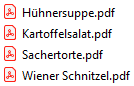 Hühnersuppe.pdf
Kartoffelsalat.pdf
Sachertorte.pdf
Wiener Schnitzel.pdf